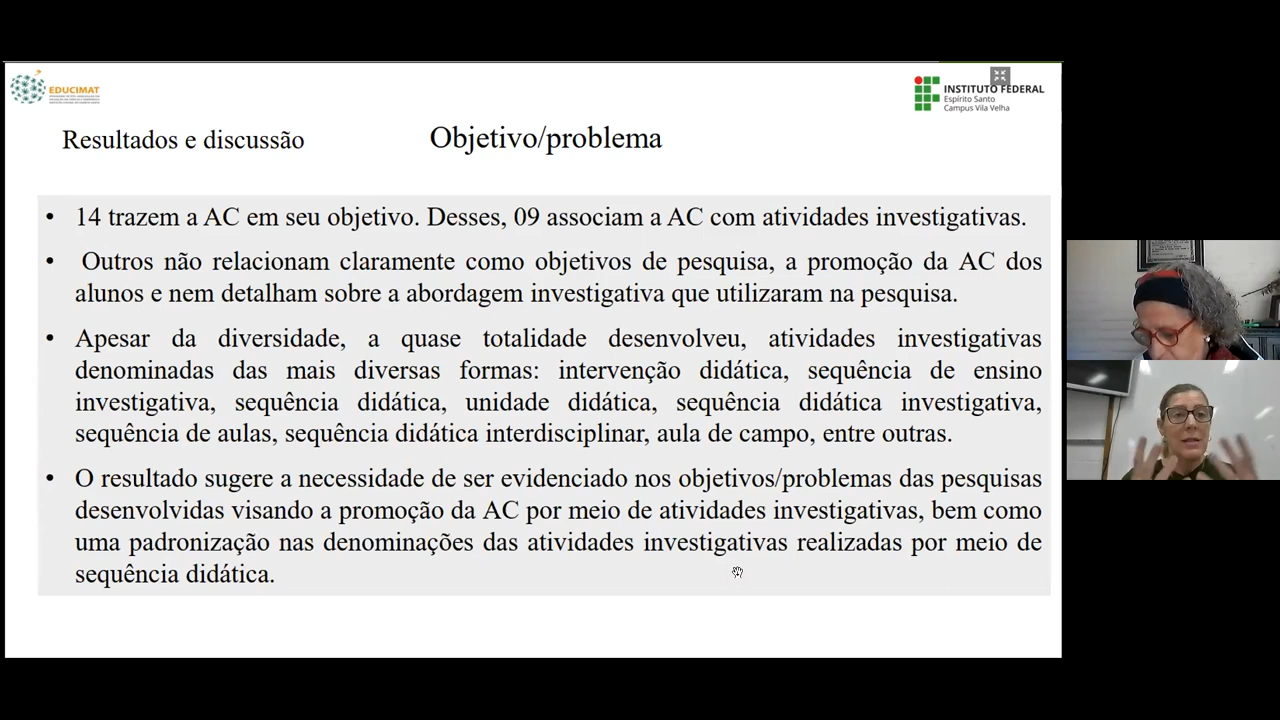 EDUCIMAT
INSTITUTO FEDERAL
Espírito Santo
Campus Vila Velha
Resultados e discussão
Objetivo/problema
• 14 trazem a AC em seu objetivo. Desses, 09 associam a AC com atividades investigativas.
• Outros não relacionam claramente como objetivos de pesquisa, a promoção da AC dos
alunos e nem detalham sobre a abordagem investigativa que utilizaram na pesquisa.
• Apesar da diversidade, a quase totalidade desenvolveu, atividades investigativas
denominadas das mais diversas formas: intervenção didática, sequência de ensino
investigativa, sequência didática, unidade didática, sequência didática investigativa,
sequência de aulas, sequência didática interdisciplinar, aula de campo, entre outras.
• O resultado sugere a necessidade de ser evidenciado nos objetivos/problemas das pesquisas
desenvolvidas visando a promoção da AC por meio de atividades investigativas, bem como
uma padronização nas denominações das atividades investigativas realizadas por meio de
sequência didática.